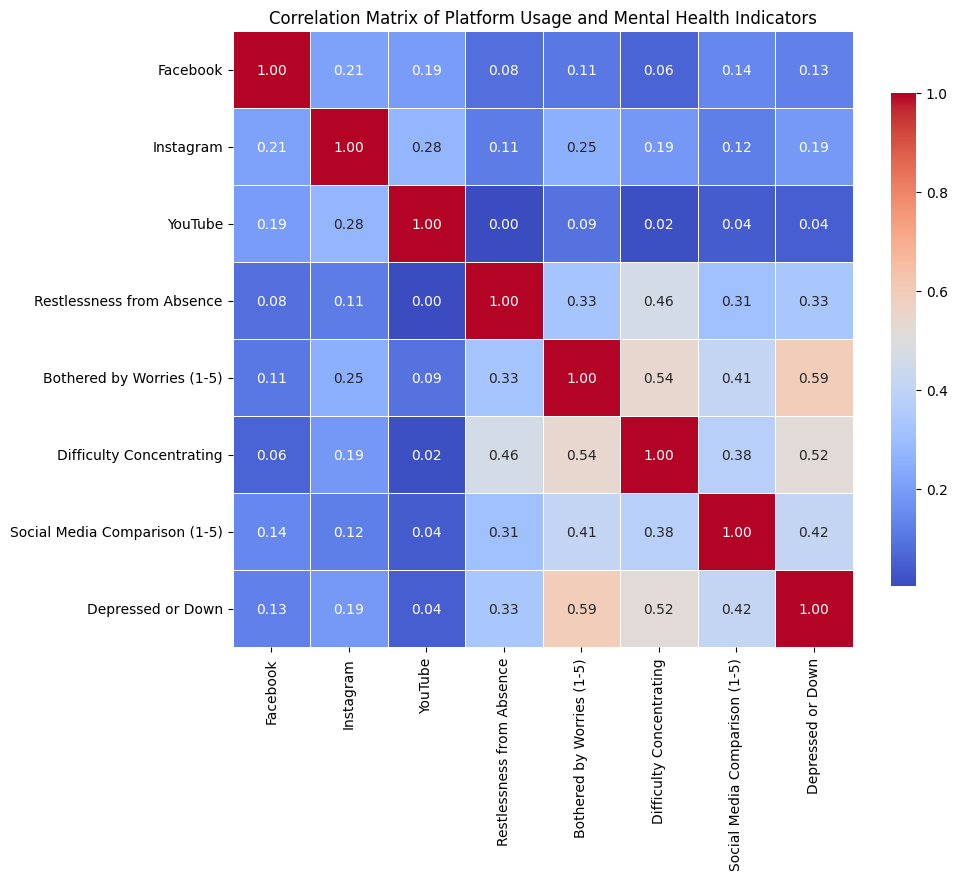 Correlation Matrix of Platform Usage and Mental Health Indicators
Facebook 1.00 0.21 0.19 0.08 0.11 0.06 0.14 0.13
Instagram 0.21 1.00 0.28 0.11 0.25 0.19 0.12 0.19
YouTube 0.19 0.28 1.00 0.00 0.09 0.02 0.04 0.04
Restlessness from Absence 0.08 0.11 0.00 1.00 0.33 0.46 0.31 0.33
Bothered by Worries (1-5) 0.11 0.25 0.09 0.33 1.00 0.54 0.41 0.59
Difficulty Concentrating 0.06 0.19 0.02 0.46 0.54 1.00 0.38 0.52
Social Media Comparison (1-5) 0.14 0.12 0.04 0.31 0.41 0.38 1.00 0.42
Depressed or Down 0.13 0.19 0.04 0.33 0.59 0.52 0.42 1.00
Facebook
Instagram
YouTube
Restlessness from Absence
Bothered by Worries (1-5)
Difficulty Concentrating
Social Media Comparison (1-5)
Depressed or Down
1.0
0.8
0.6
0.4
0.2